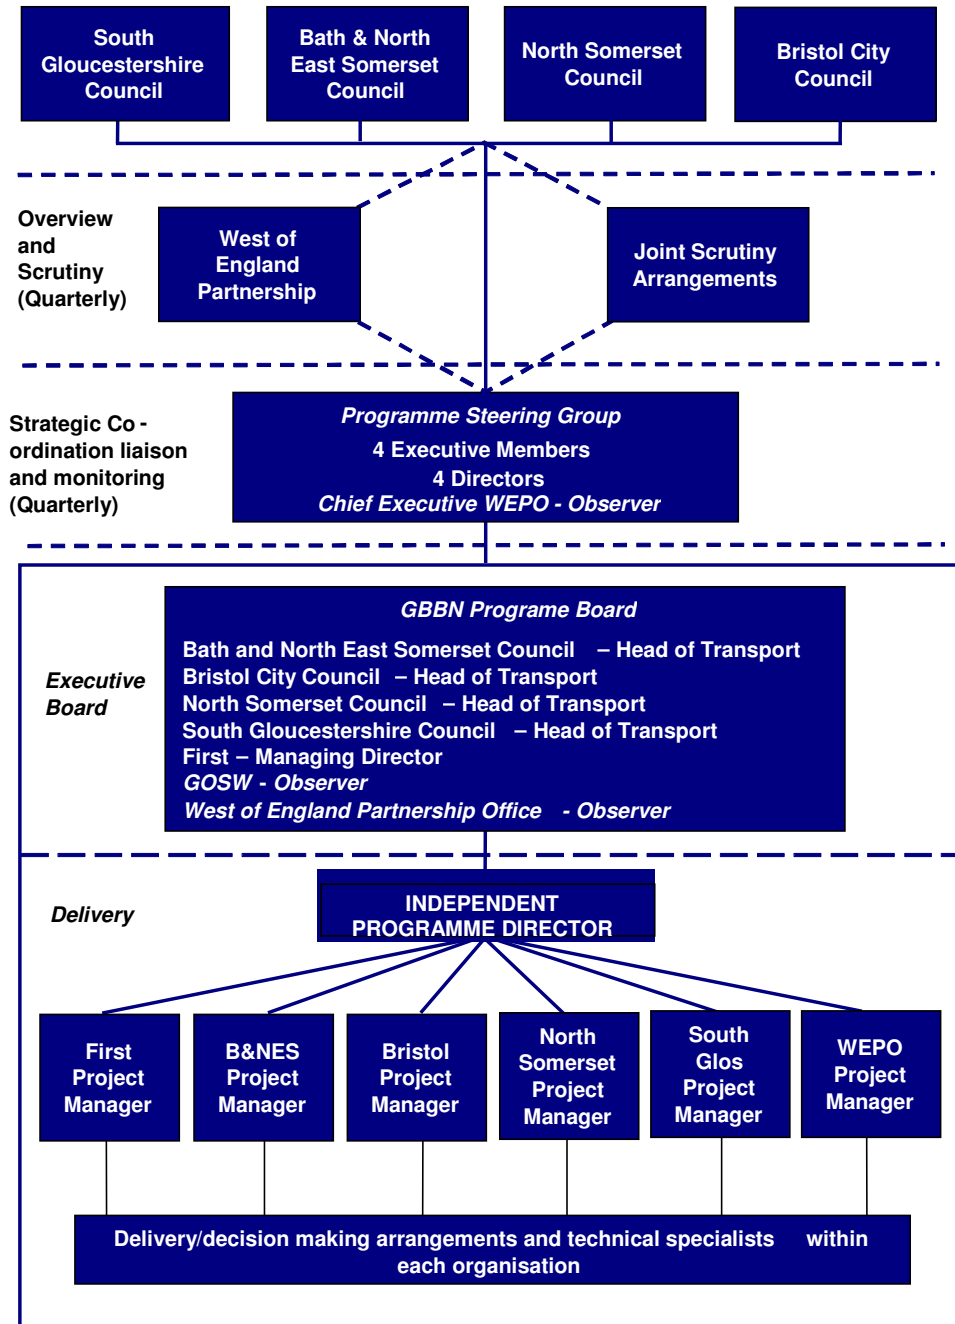 South
Gloucestershire
Council
Bath & North
East Somerset
Council
North Somerset
Council
Bristol City
Council
Overview
and
Scrutiny
(Quarterly)
West of
England
Partnership
Joint Scrutiny
Arrangements
Strategic Co -
ordination liaison
and monitoring
(Quarterly)
Programme Steering Group
4 Executive Members
4 Directors
Chief Executive WEPO - Observer
Executive
Board
GBBN Programe Board
Bath and North East Somerset Council – Head of Transport
Bristol City Council – Head of Transport
North Somerset Council – Head of Transport
South Gloucestershire Council – Head of Transport
First – Managing Director
GOSW - Observer
West of England Partnership Office - Observer
Delivery
INDEPENDENT
PROGRAMME DIRECTOR
First
Project
Manager
B&NES
Project
Manager
Bristol
Project
Manager
North
Somerset
Project
Manager
South
Glos
Project
Manager
WEPO
Project
Manager
Delivery/decision making arrangements and technical specialists within
each organisation